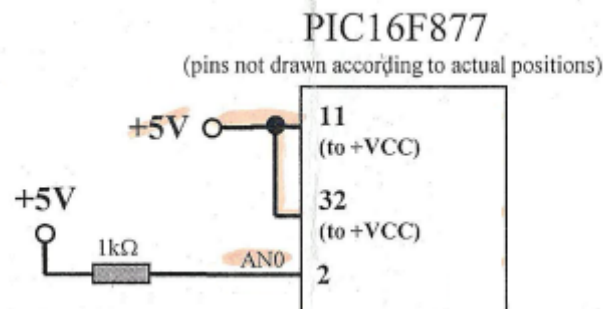 PIC16F877
(pins not drawn according to actual positions)
+5V
11
(to +VCC)
32
(to +VCC)
+5V
1kΩ
AN0
2